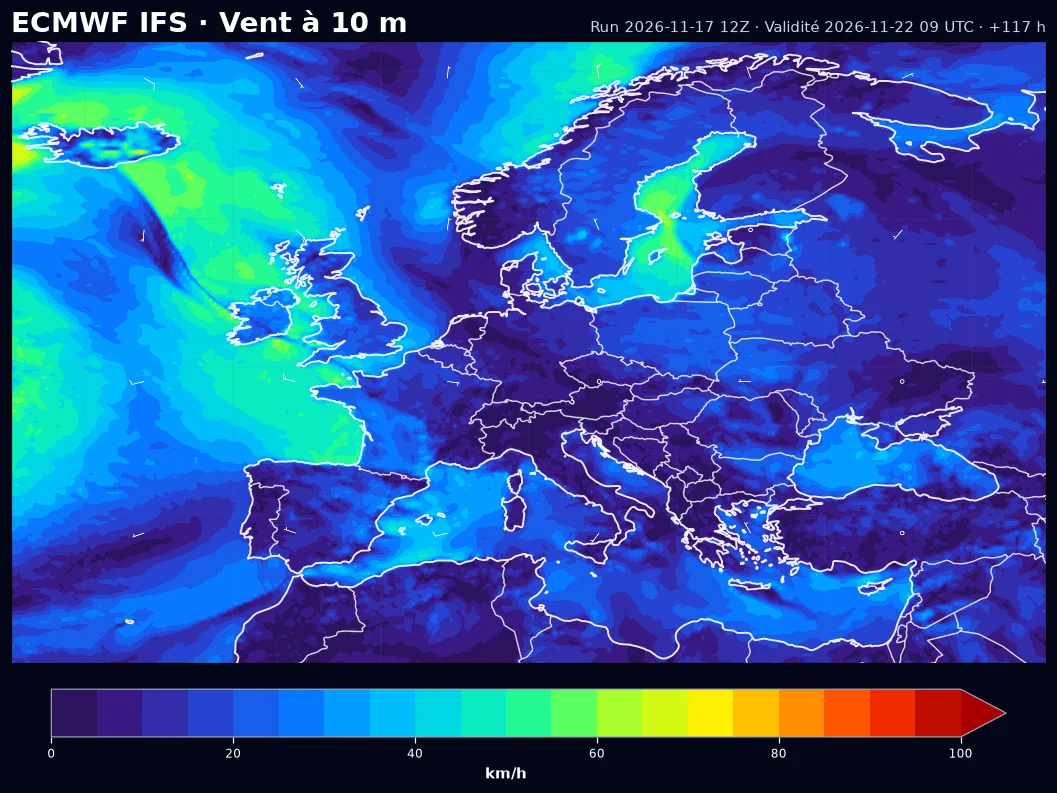 ECMWF IFS · Vent à 10 m
Run 2026-11-17 12Z · Validité 2026-11-22 09 UTC · +117 h
0 20 40 60 80 100
km/h